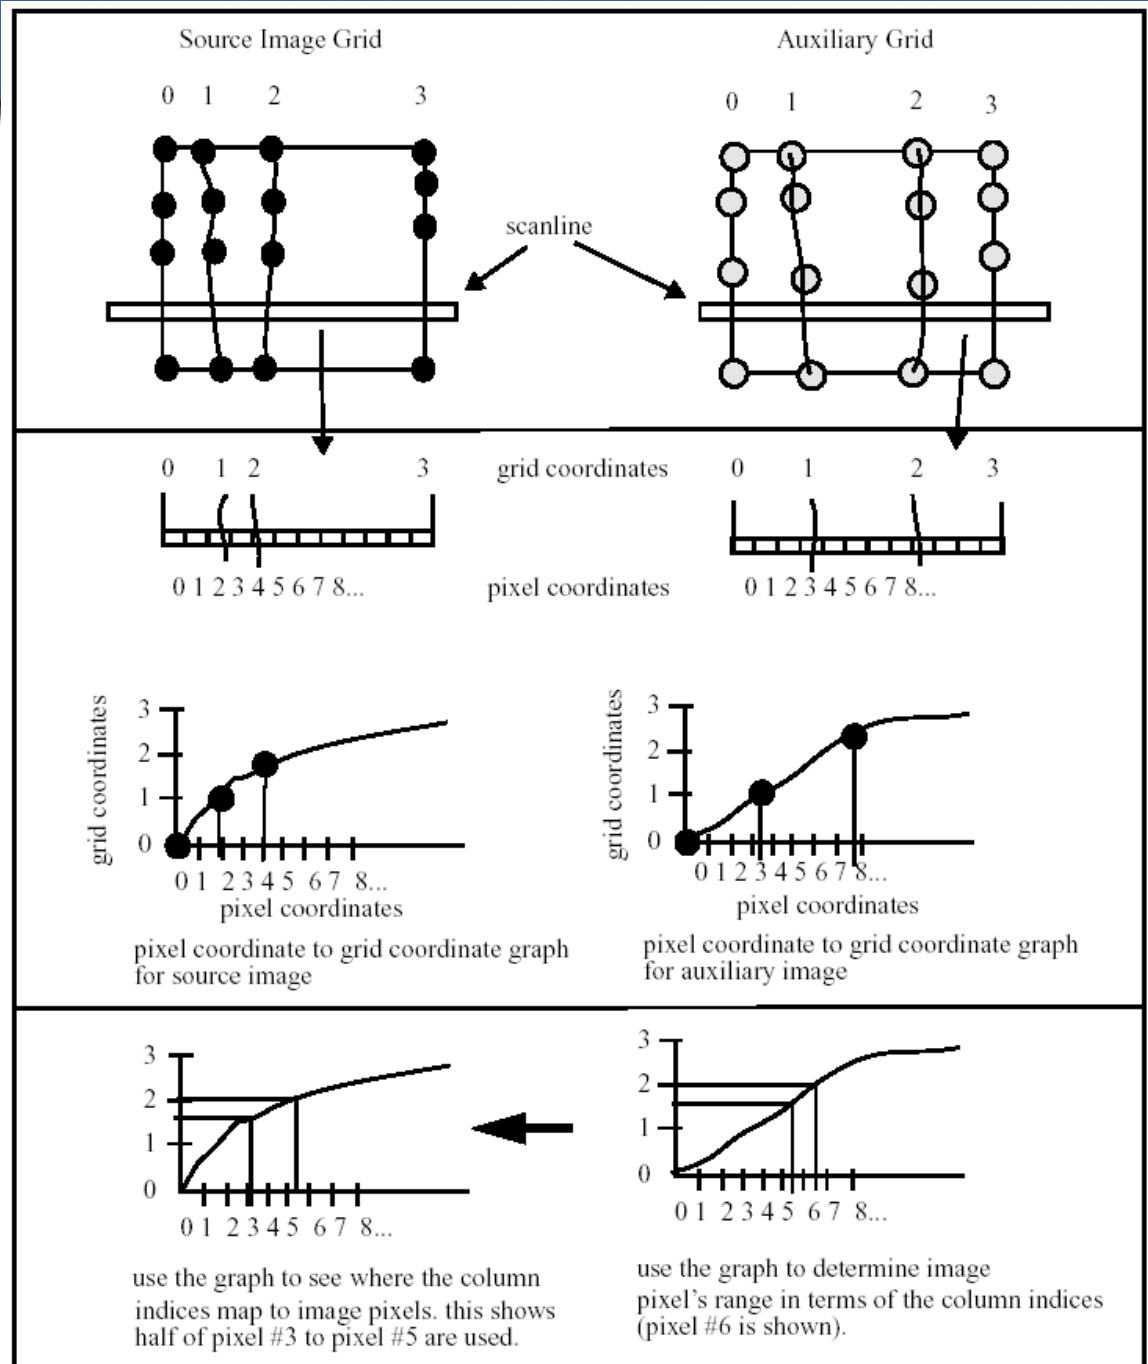 Source Image Grid
Auxiliary Grid
0 1 2 3
0 1 2 3
scanline
0 1 2 3
grid coordinates
0 1 2 3
0 1 2 3 4 5 6 7 8...
pixel coordinates
0 1 2 3 4 5 6 7 8...
grid coordinates
3
2
1
0
0 1 2 3 4 5 6 7 8...
pixel coordinates
pixel coordinate to grid coordinate graph
for source image
grid coordinates
3
2
1
0
0 1 2 3 4 5 6 7 8...
pixel coordinates
pixel coordinate to grid coordinate graph
for auxiliary image
3
2
1
0
0 1 2 3 4 5 6 7 8...
use the graph to see where the column
indices map to image pixels. this shows
half of pixel #3 to pixel #5 are used.
3
2
1
0
0 1 2 3 4 5 6 7 8...
use the graph to determine image
pixel's range in terms of the column indices
(pixel #6 is shown).